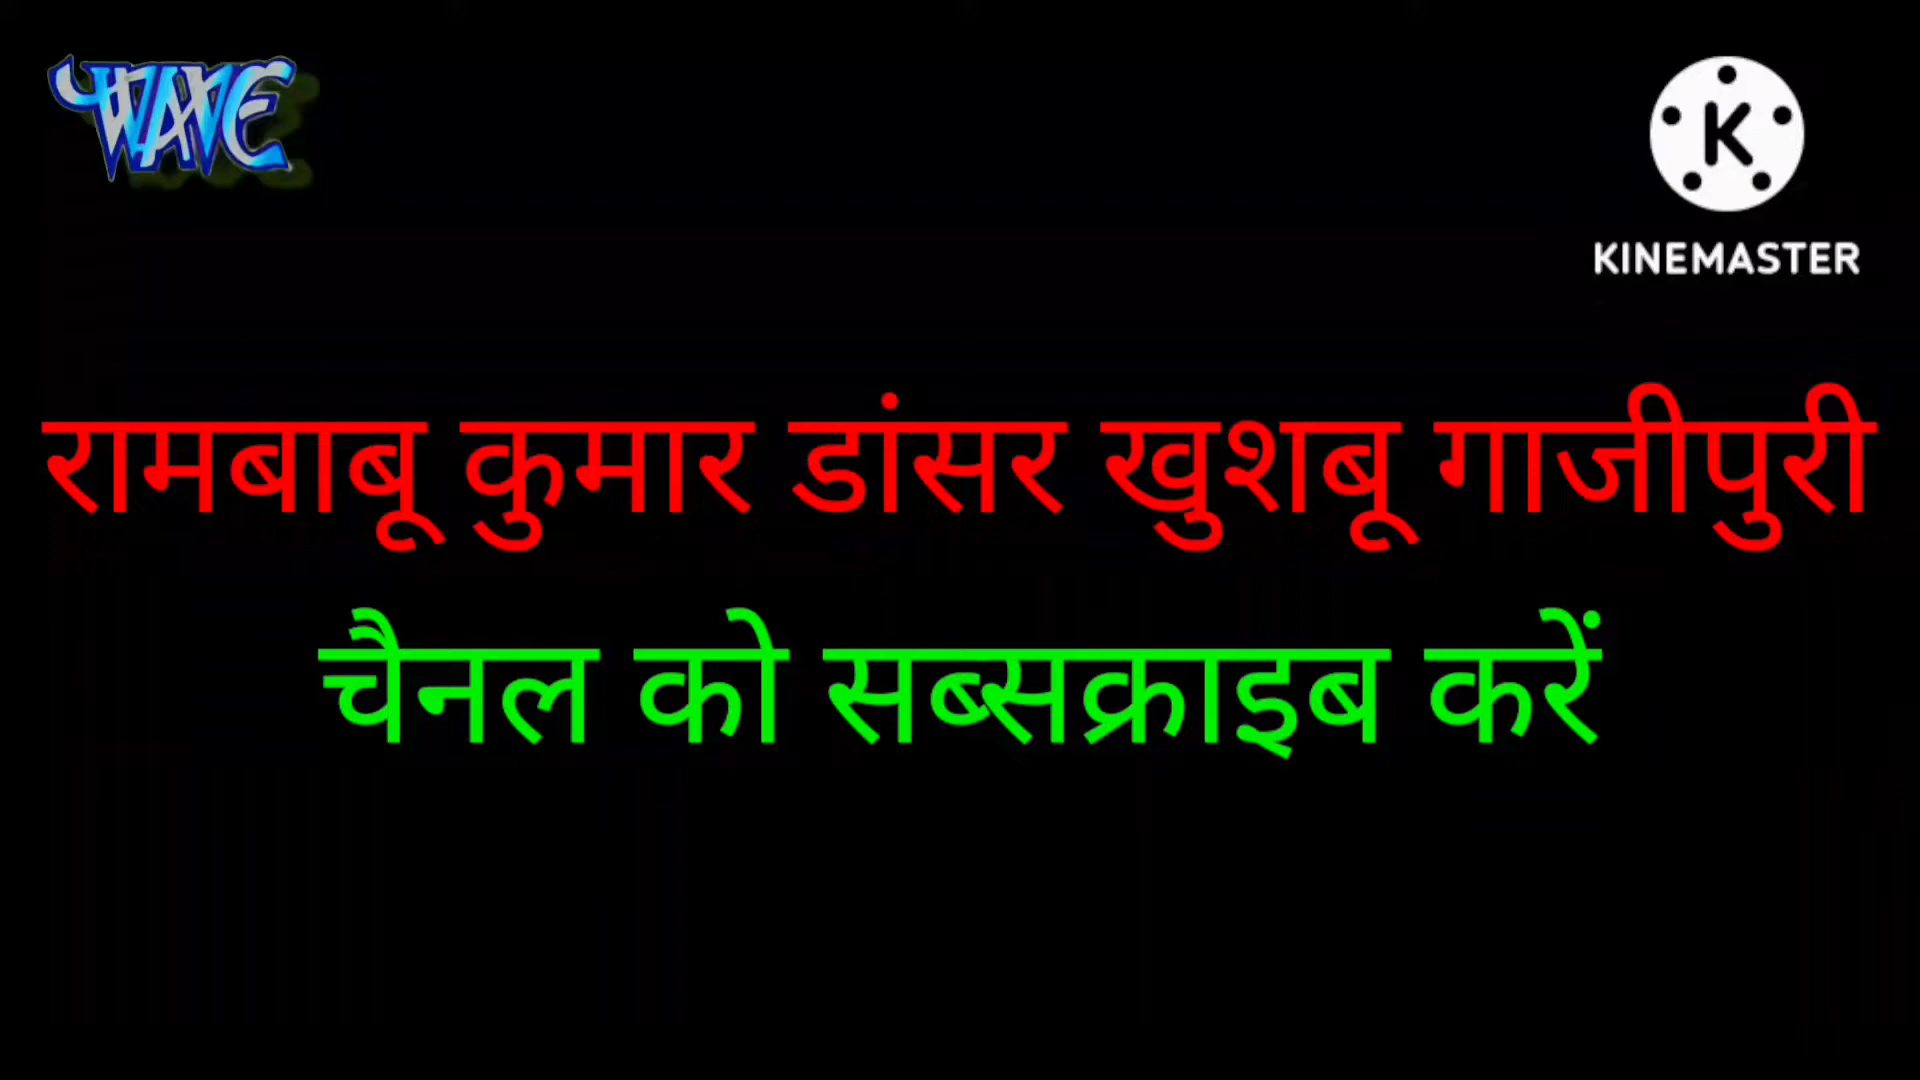 WAVE
K
KINEMASTER
रामबाबू कुमार डांसर खुशबू गाजीपुरी
चैनल को सब्सक्राइब करें